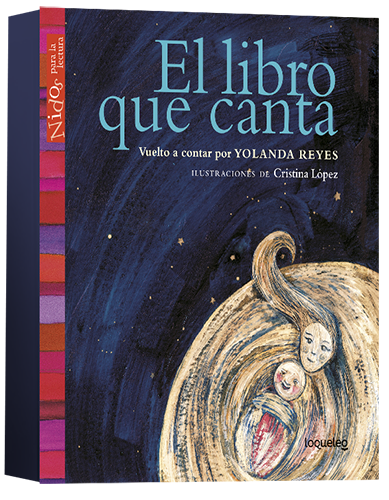 Nidos
para la
lectura
El libro
que canta
Vuelto a contar por YOLANDA REYES
ILUSTRACIONES DE Cristina López
loqueleo